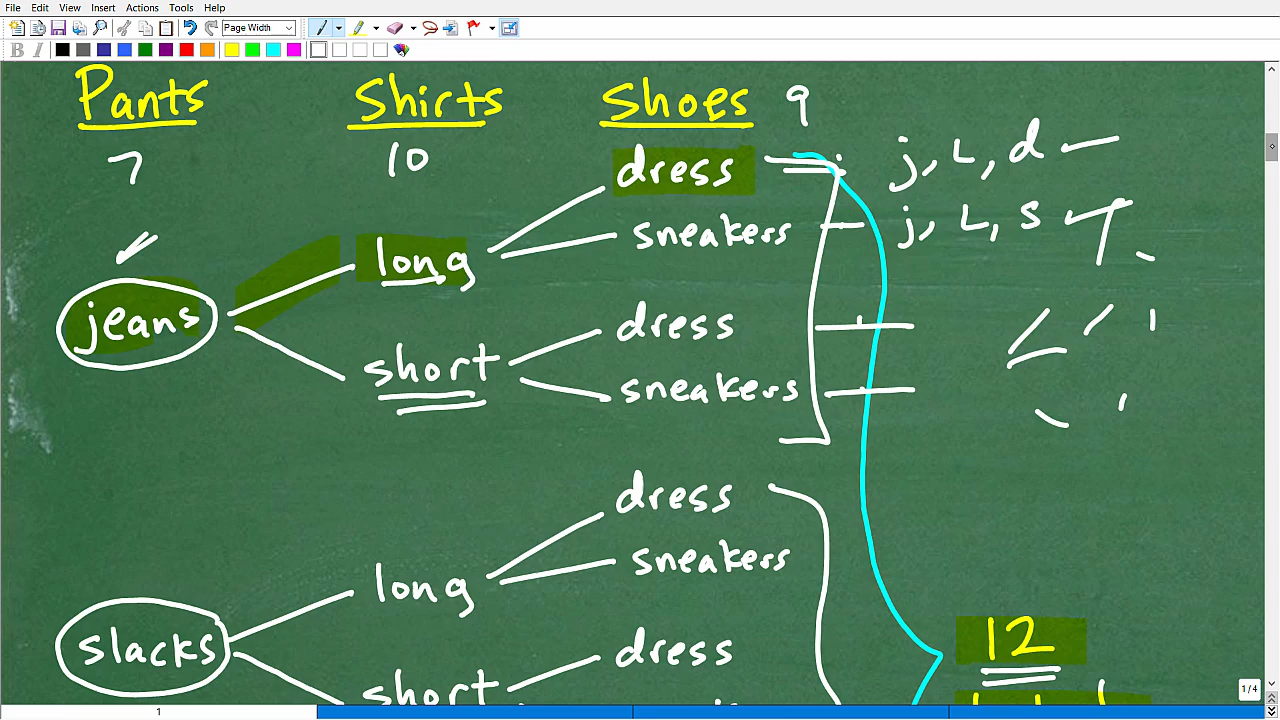 File Edit View Insert Actions Tools Help
Page Width
B I
Pants Shirts Shoes 9
7 10
dress j, L, d
long sneakers j, L, s
jeans dress
short sneakers
dress
long sneakers
12
slacks dress
short
1/4
1